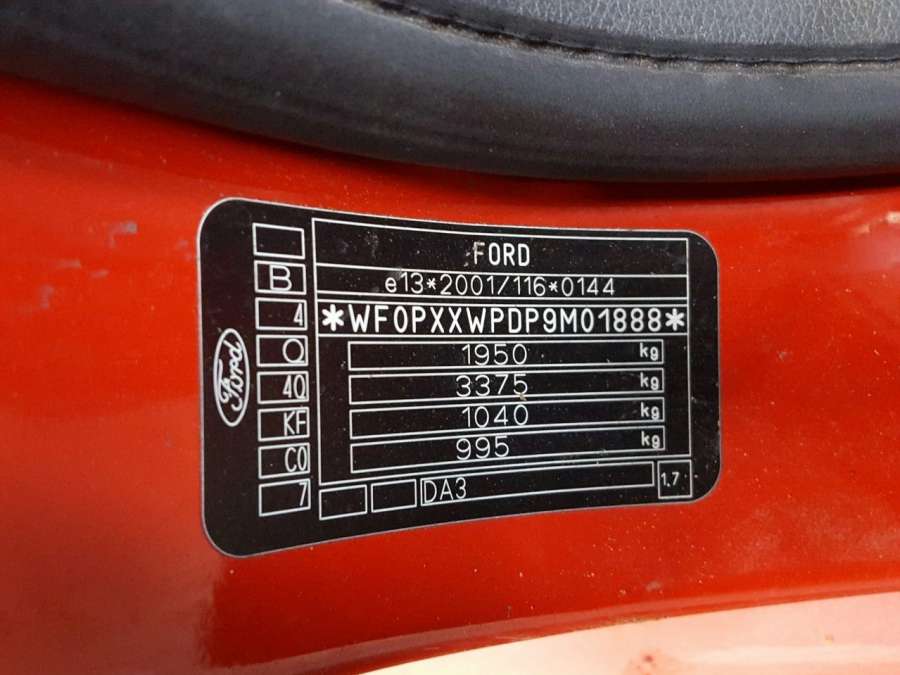 FORD
B
e13*2001/116*0144
4
*WF0PXXWPDP9M01888*
O
1950 kg
4Q
3375 kg
Ford
KF
1040 kg
C0
995 kg
7
DA3
1.7